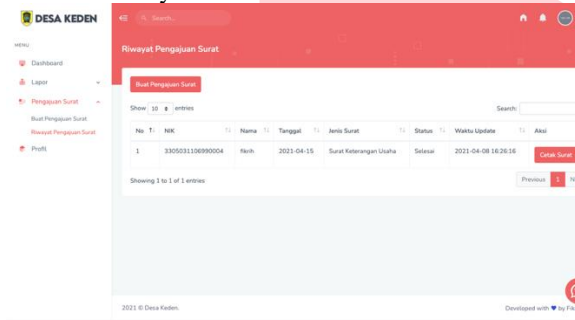 DESA KEDEN
Search...
MENU
Dashboard
Lapor
Pengajuan Surat
Buat Pengajuan Surat
Riwayat Pengajuan Surat
Profil
Riwayat Pengajuan Surat
Buat Pengajuan Surat
Show 10 entries
Search:
No NIK Nama Tanggal Jenis Surat Status Waktu Update Aksi
1 3305031106990004 fikrih 2021-04-15 Surat Keterangan Usaha Selesai 2021-04-08 16:26:16 Cetak Surat
Showing 1 to 1 of 1 entries
Previous 1 N
2021 © Desa Keden.
Developed with by Fik